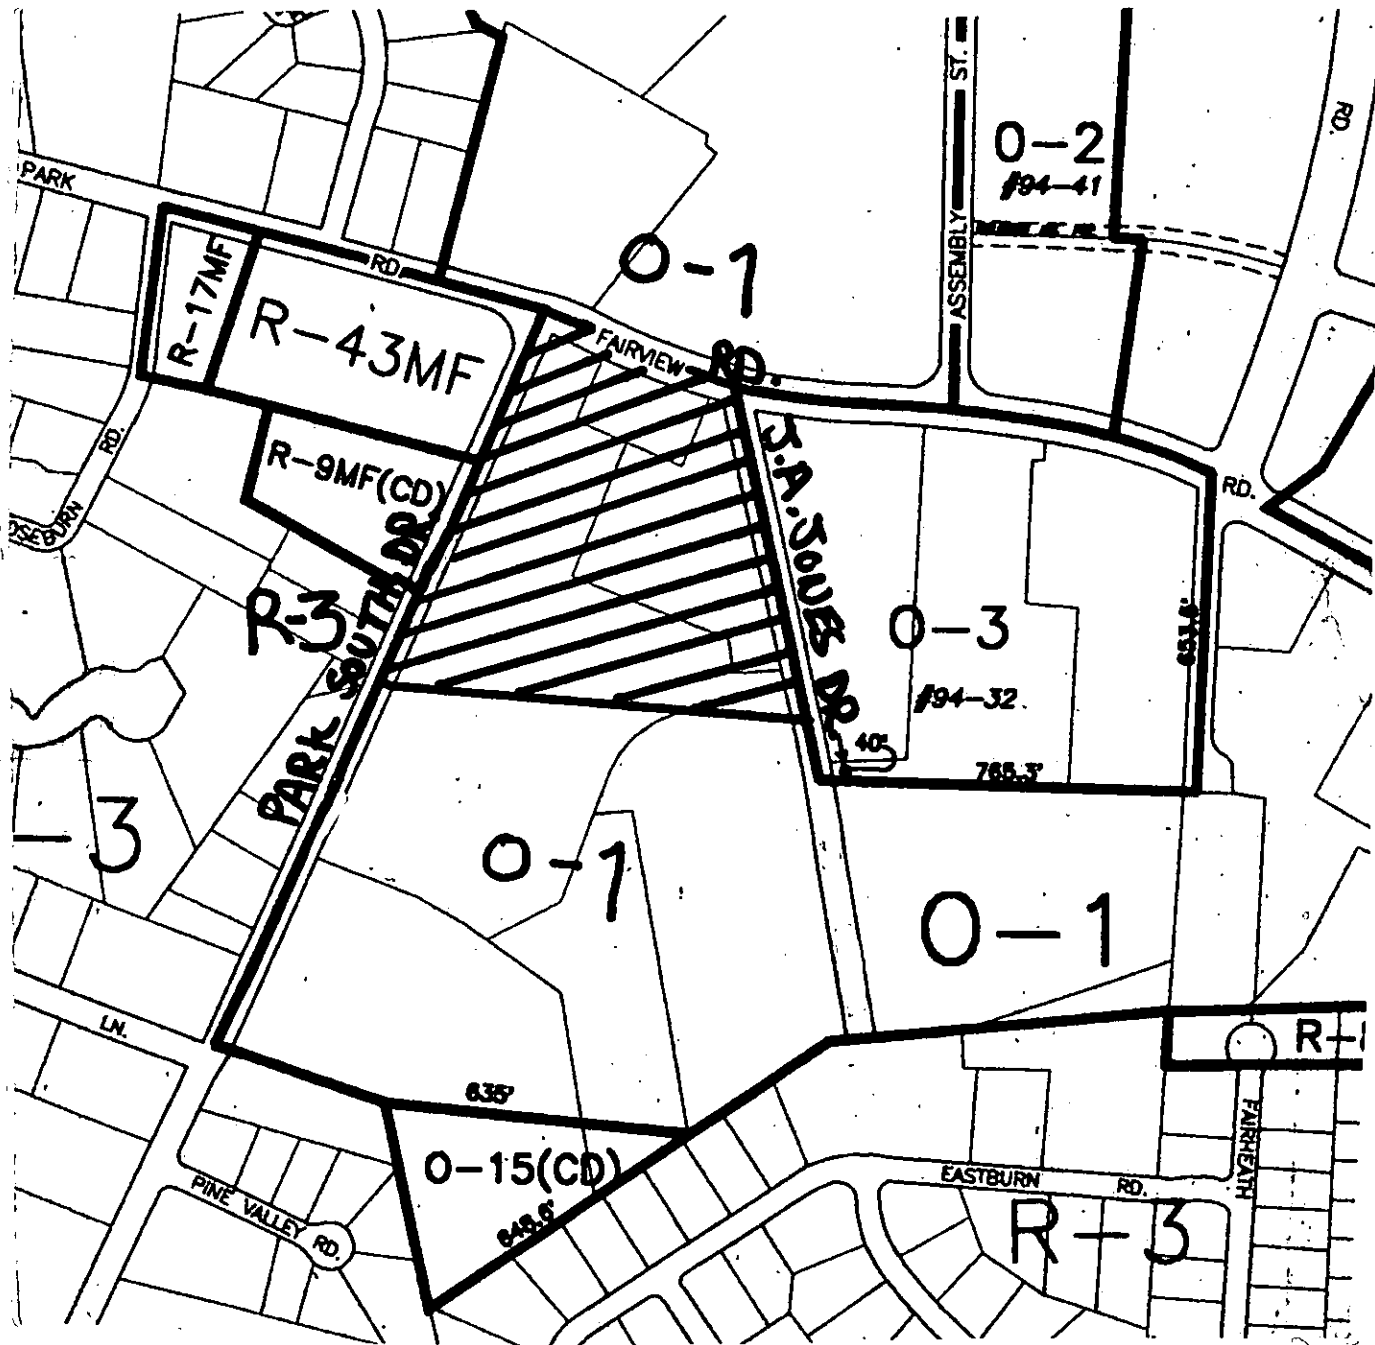 ST.
RD.
O-2
#94-41
PARK
ASSEMBLY
O-1
RD.
R-17MF
R-43MF
FAIRVIEW
RD.
R-9MF(CD)
RD.
J.A. JONES DR.
RD.
R-3
PARK SOUTH DR.
O-3
653.6'
#94-32
40'
765.3'
-3
O-1
O-1
LN.
R-
635'
O-15(CD)
FAIRHEATH
EASTBURN RD.
PINE VALLEY RD.
R-3